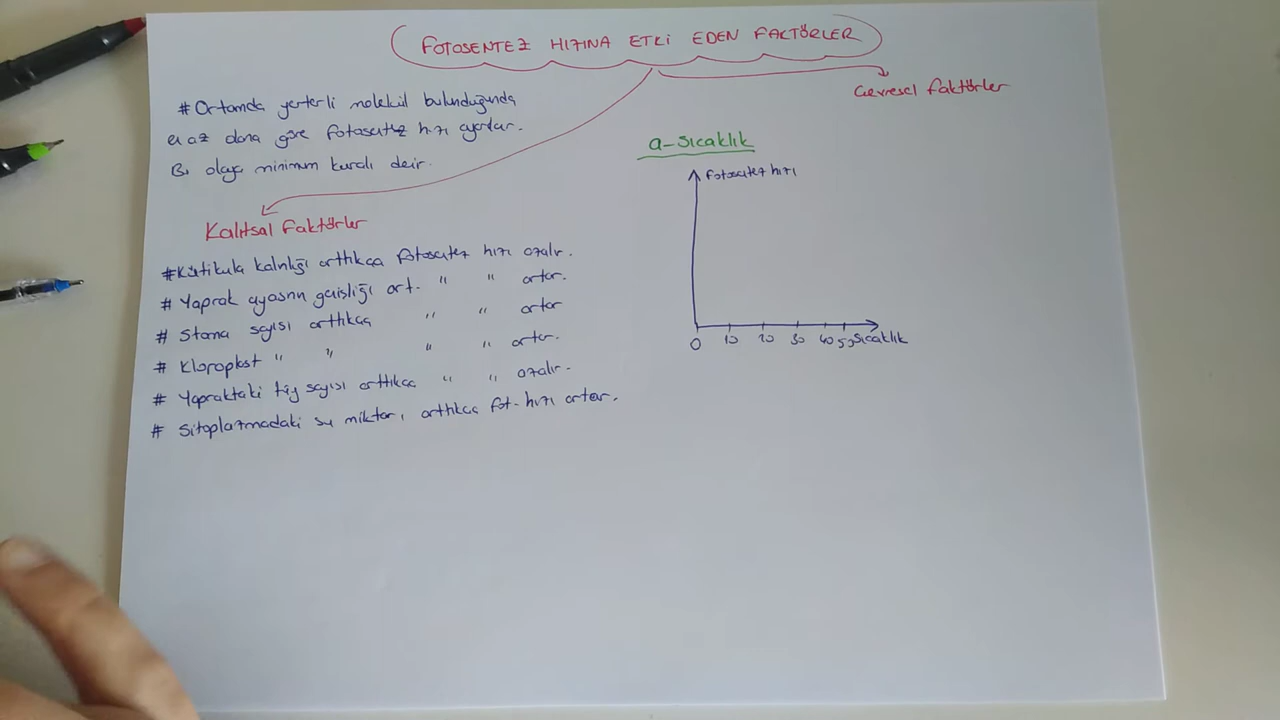 FOTOSENTEZ HIZINA ETKİ EDEN FAKTÖRLER
# Ortamda yeterli molekül bulunduğunda
en az olana göre fotosentez hızı ayarlar.
Bu olaya minimum kuralı denir.
Kalıtsal Faktörler
# Kütikula kalınlığı arttıkça fotosentez hızı azalır.
# Yaprak ayasının genişliği art. " " artar.
# Stoma sayısı arttıkça " " artar
# Kloroplast " " " " artar.
# Yapraktaki tüy sayısı arttıkça " " azalır.
# Sitoplazmadaki su miktarı arttıkça fot. hızı artar.
Çevresel Faktörler
a-Sıcaklık
Fotosentez hızı
0 10 20 30 40 50 Sıcaklık